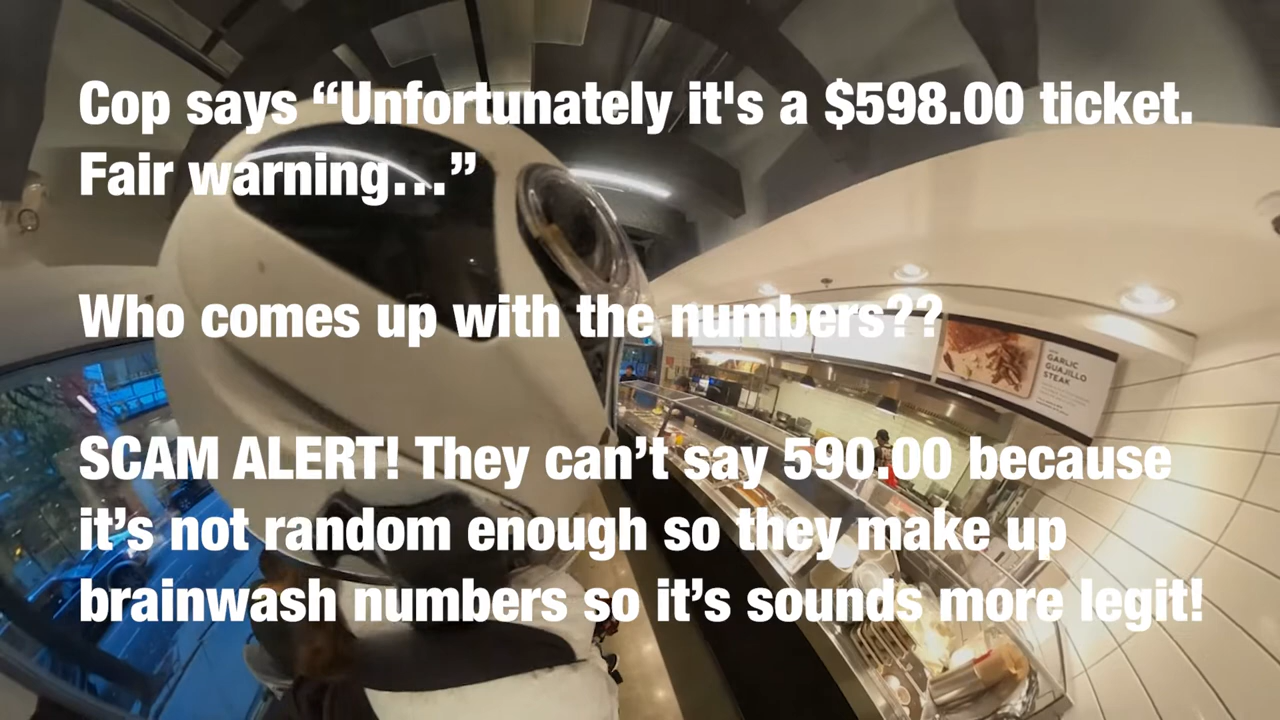 Cop says “Unfortunately it's a $598.00 ticket.
Fair warning…”
Who comes up with the numbers??
SCAM ALERT! They can’t say 590.00 because
it’s not random enough so they make up
brainwash numbers so it’s sounds more legit!
GARLIC
GUAJILLO
STEAK